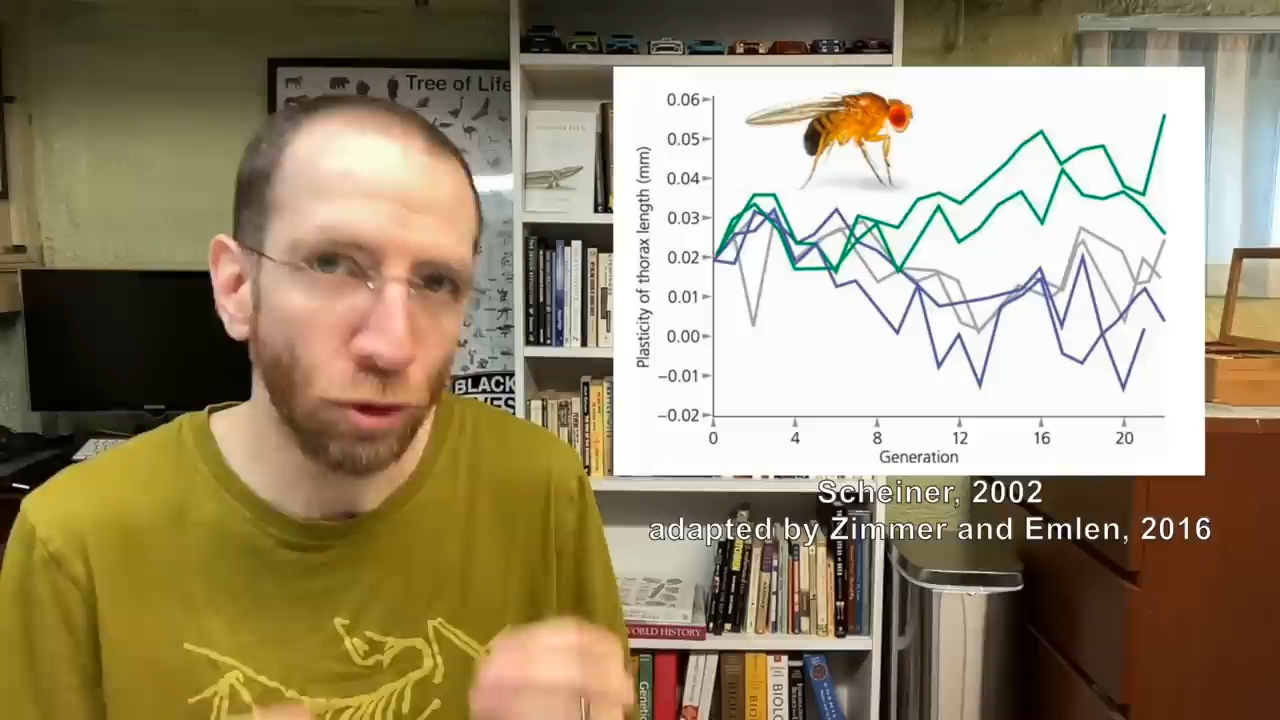 Tree of Life
BLACK
0.06
0.05
0.04
0.03
0.02
0.01
0.00
−0.01
−0.02
Plasticity of thorax length (mm)
0
4
8
12
16
20
Generation
Scheiner, 2002
adapted by Zimmer and Emlen, 2016
WORLD HISTORY
Genetic
BIOLO